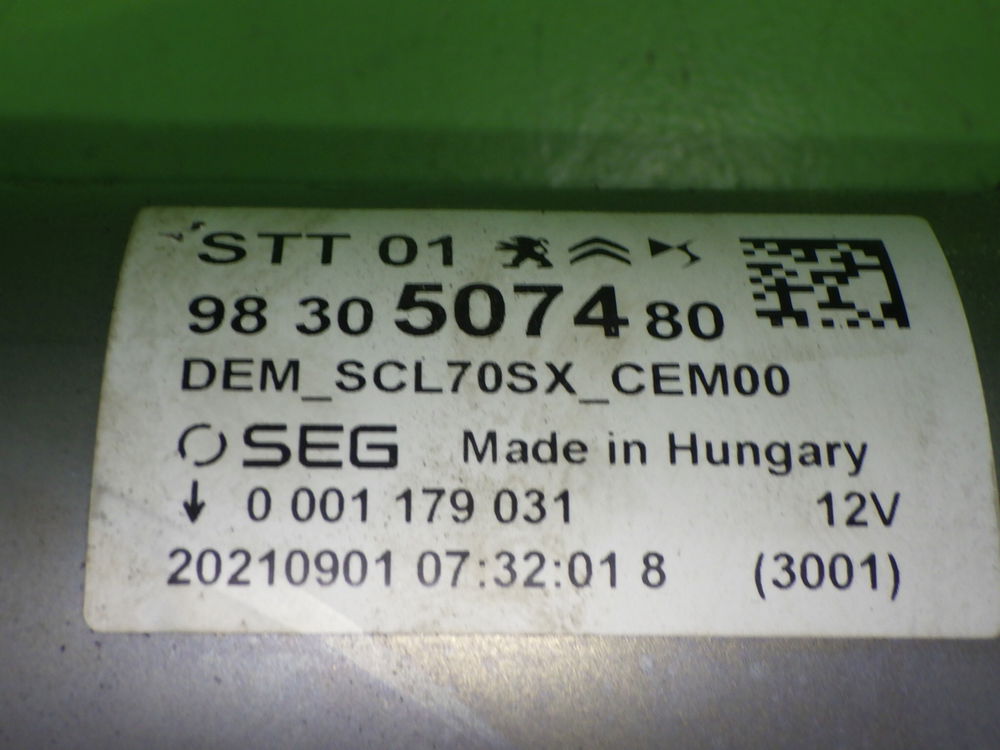 STT 01
98 30 5074 80
DEM_SCL70SX_CEM00
SEG Made in Hungary
0 001 179 031 12V
20210901 07:32:01 8 (3001)